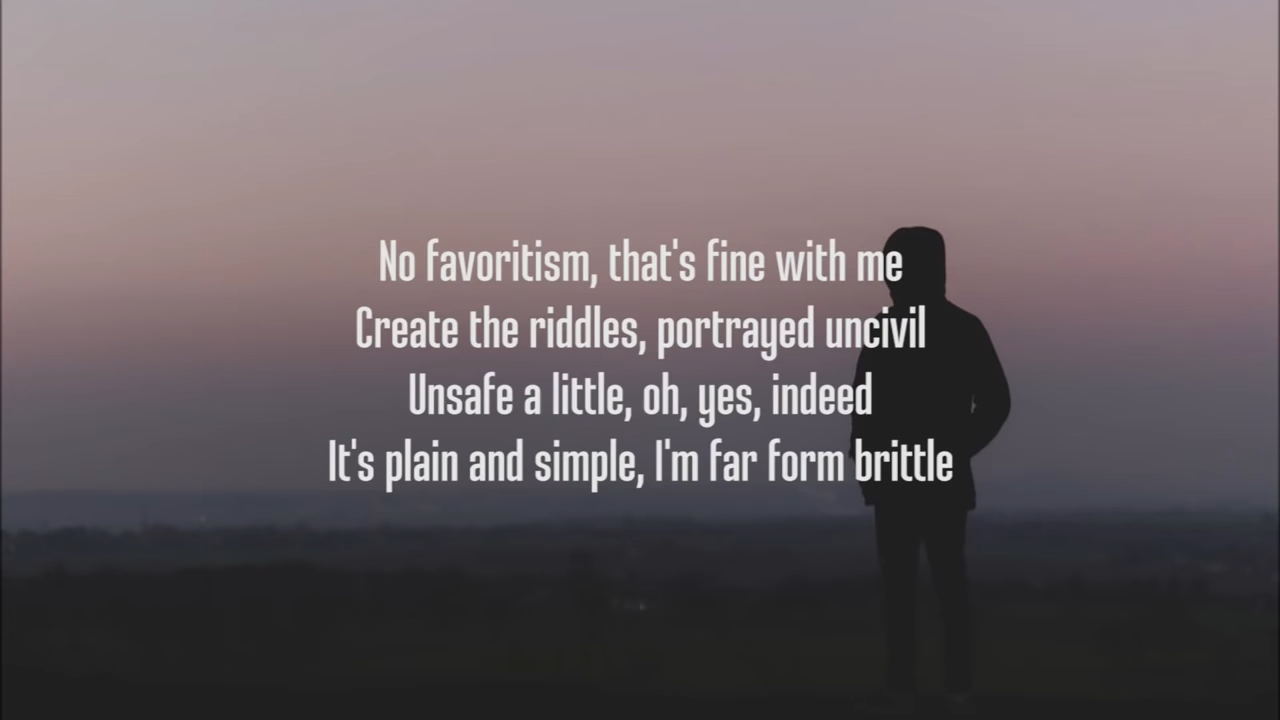 No favoritism, that's fine with me
Create the riddles, portrayed uncivil
Unsafe a little, oh, yes, indeed
It's plain and simple, I'm far form brittle